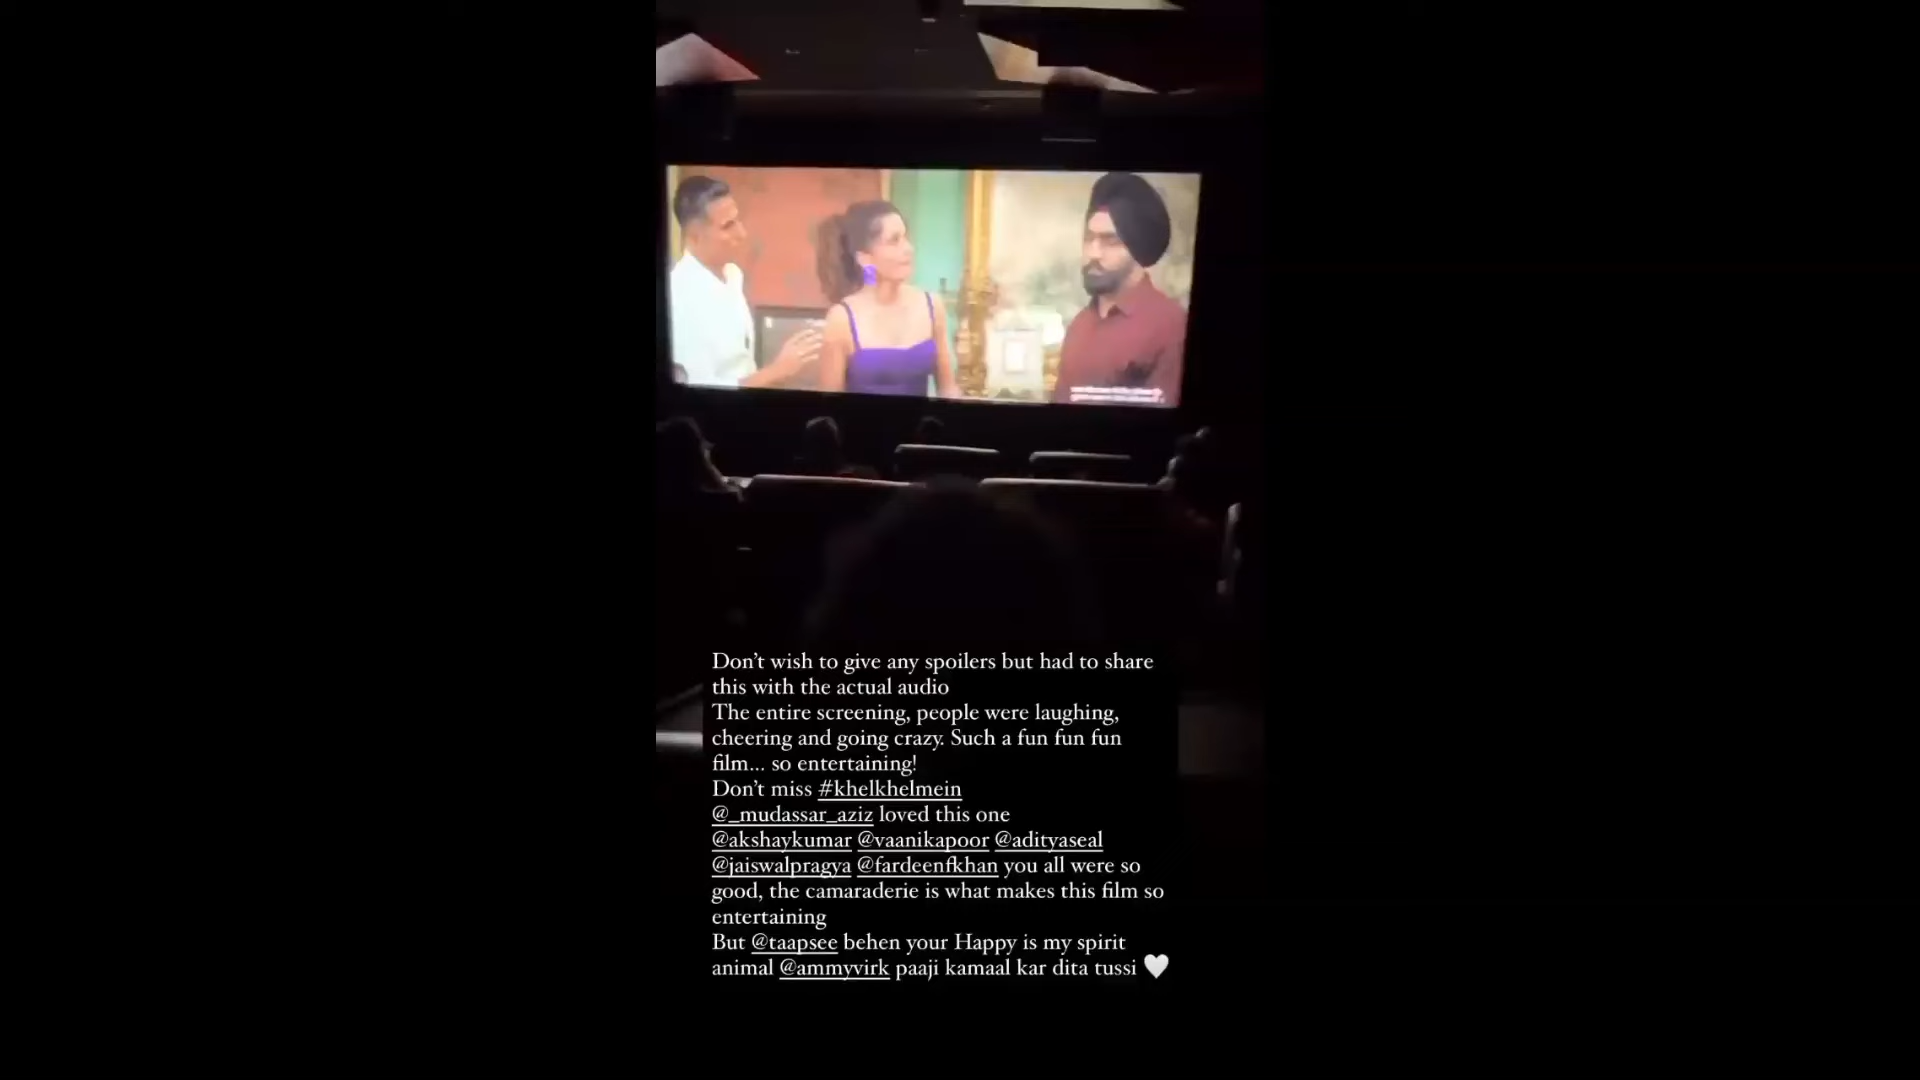 Don't wish to give any spoilers but had to share
this with the actual audio
The entire screening, people were laughing,
cheering and going crazy. Such a fun fun fun
film... so entertaining!
Don't miss #khelkhelmein
@_mudassar_aziz loved this one
@akshaykumar @vaanikapoor @adityaseal
@jaiswalpragya @fardeenfkhan you all were so
good, the camaraderie is what makes this film so
entertaining
But @taapsee behen your Happy is my spirit
animal @ammyvirk paaji kamaal kar dita tussi 🤍